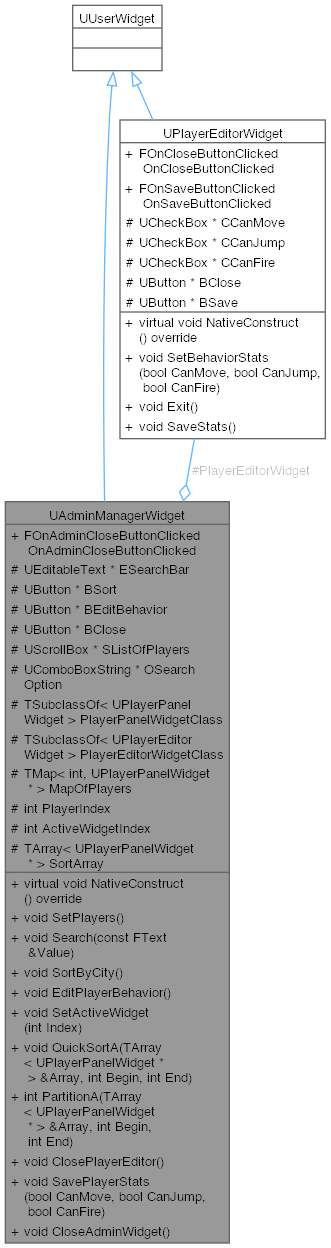 UUserWidget
UPlayerEditorWidget
+ FOnCloseButtonClicked
OnCloseButtonClicked
+ FOnSaveButtonClicked
OnSaveButtonClicked
# UCheckBox * CCanMove
# UCheckBox * CCanJump
# UCheckBox * CCanFire
# UButton * BClose
# UButton * BSave
+ virtual void NativeConstruct
() override
+ void SetBehaviorStats
(bool CanMove, bool CanJump,
bool CanFire)
+ void Exit()
+ void SaveStats()
#PlayerEditorWidget
UAdminManagerWidget
+ FOnAdminCloseButtonClicked
OnAdminCloseButtonClicked
# UEditableText * ESearchBar
# UButton * BSort
# UButton * BEditBehavior
# UButton * BClose
# UScrollBox * SListOfPlayers
# UComboBoxString * OSearch
Option
# TSubclassOf< UPlayerPanel
Widget > PlayerPanelWidgetClass
# TSubclassOf< UPlayerEditor
Widget > PlayerEditorWidgetClass
# TMap< int, UPlayerPanelWidget
* > MapOfPlayers
# int PlayerIndex
# int ActiveWidgetIndex
# TArray< UPlayerPanelWidget
* > SortArray
+ virtual void NativeConstruct
() override
+ void SetPlayers()
+ void Search(const FText
&Value)
+ void SortByCity()
+ void EditPlayerBehavior()
+ void SetActiveWidget
(int Index)
+ void QuickSortA(TArray
< UPlayerPanelWidget *
> &Array, int Begin, int End)
+ int PartitionA(TArray
< UPlayerPanelWidget
* > &Array, int Begin,
int End)
+ void ClosePlayerEditor()
+ void SavePlayerStats
(bool CanMove, bool CanJump,
bool CanFire)
+ void CloseAdminWidget()